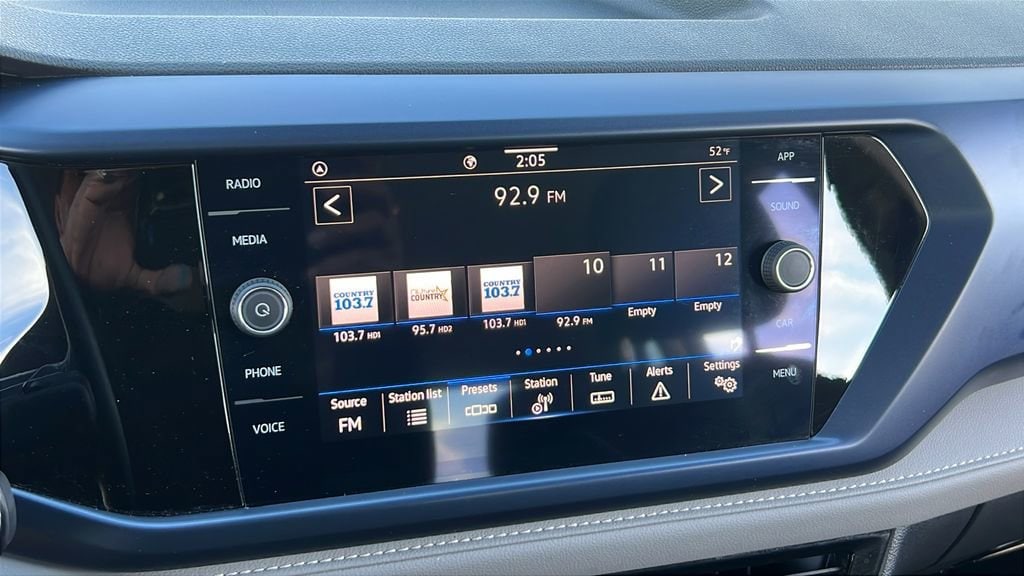 2:05
52°F
RADIO
MEDIA
PHONE
VOICE
92.9 FM
<
>
COUNTRY
103.7
COUNTRY
COUNTRY
103.7
10
11
12
103.7 HD1
95.7 HD2
103.7 HD1
92.9 FM
Empty
Empty
Source
FM
Station list
Presets
Station
Tune
Alerts
Settings
APP
SOUND
CAR
MENU